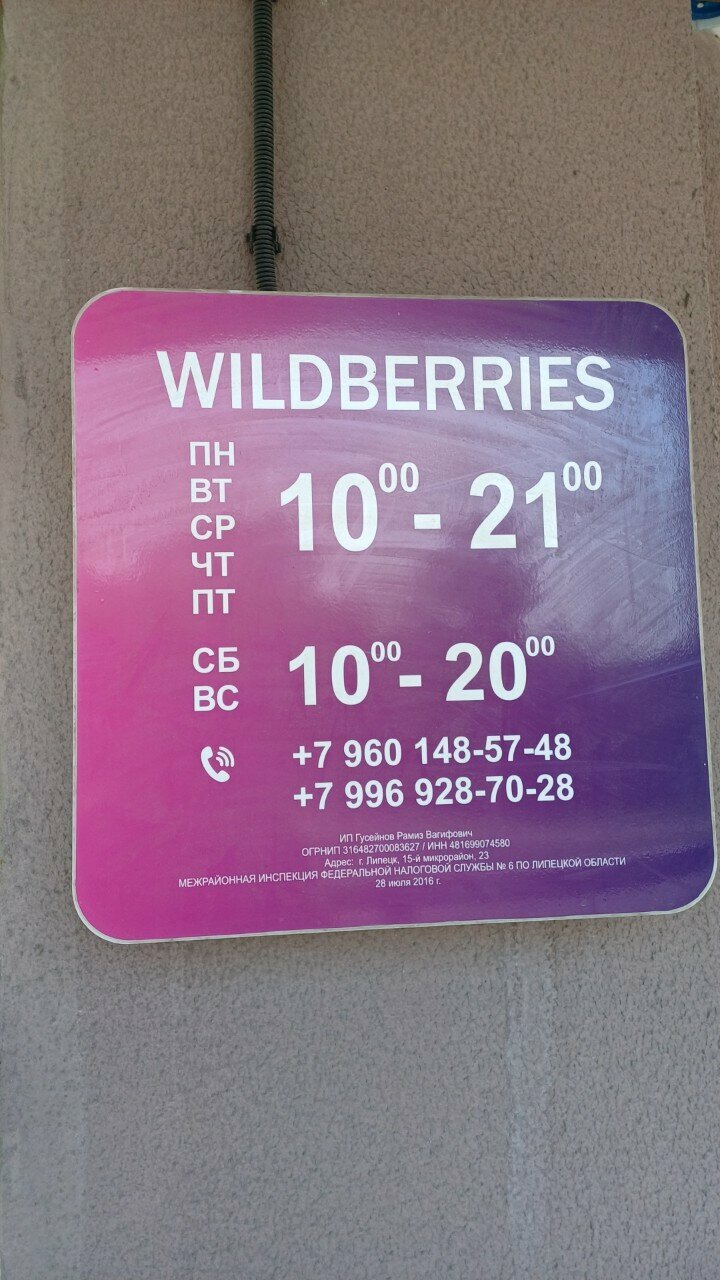 WILDBERRIES
ПН
ВТ
СР
ЧТ
ПТ
10⁰⁰ - 21⁰⁰
СБ
ВС
10⁰⁰ - 20⁰⁰
+7 960 148-57-48
+7 996 928-70-28
ИП Гусейнов Рамиз Вагифович
ОГРНИП 316482700083627 / ИНН 481699074580
Адрес: г. Липецк, 15-й микрорайон, 23
МЕЖРАЙОННАЯ ИНСПЕКЦИЯ ФЕДЕРАЛЬНОЙ НАЛОГОВОЙ СЛУЖБЫ № 6 ПО ЛИПЕЦКОЙ ОБЛАСТИ
28 июля 2016 г.